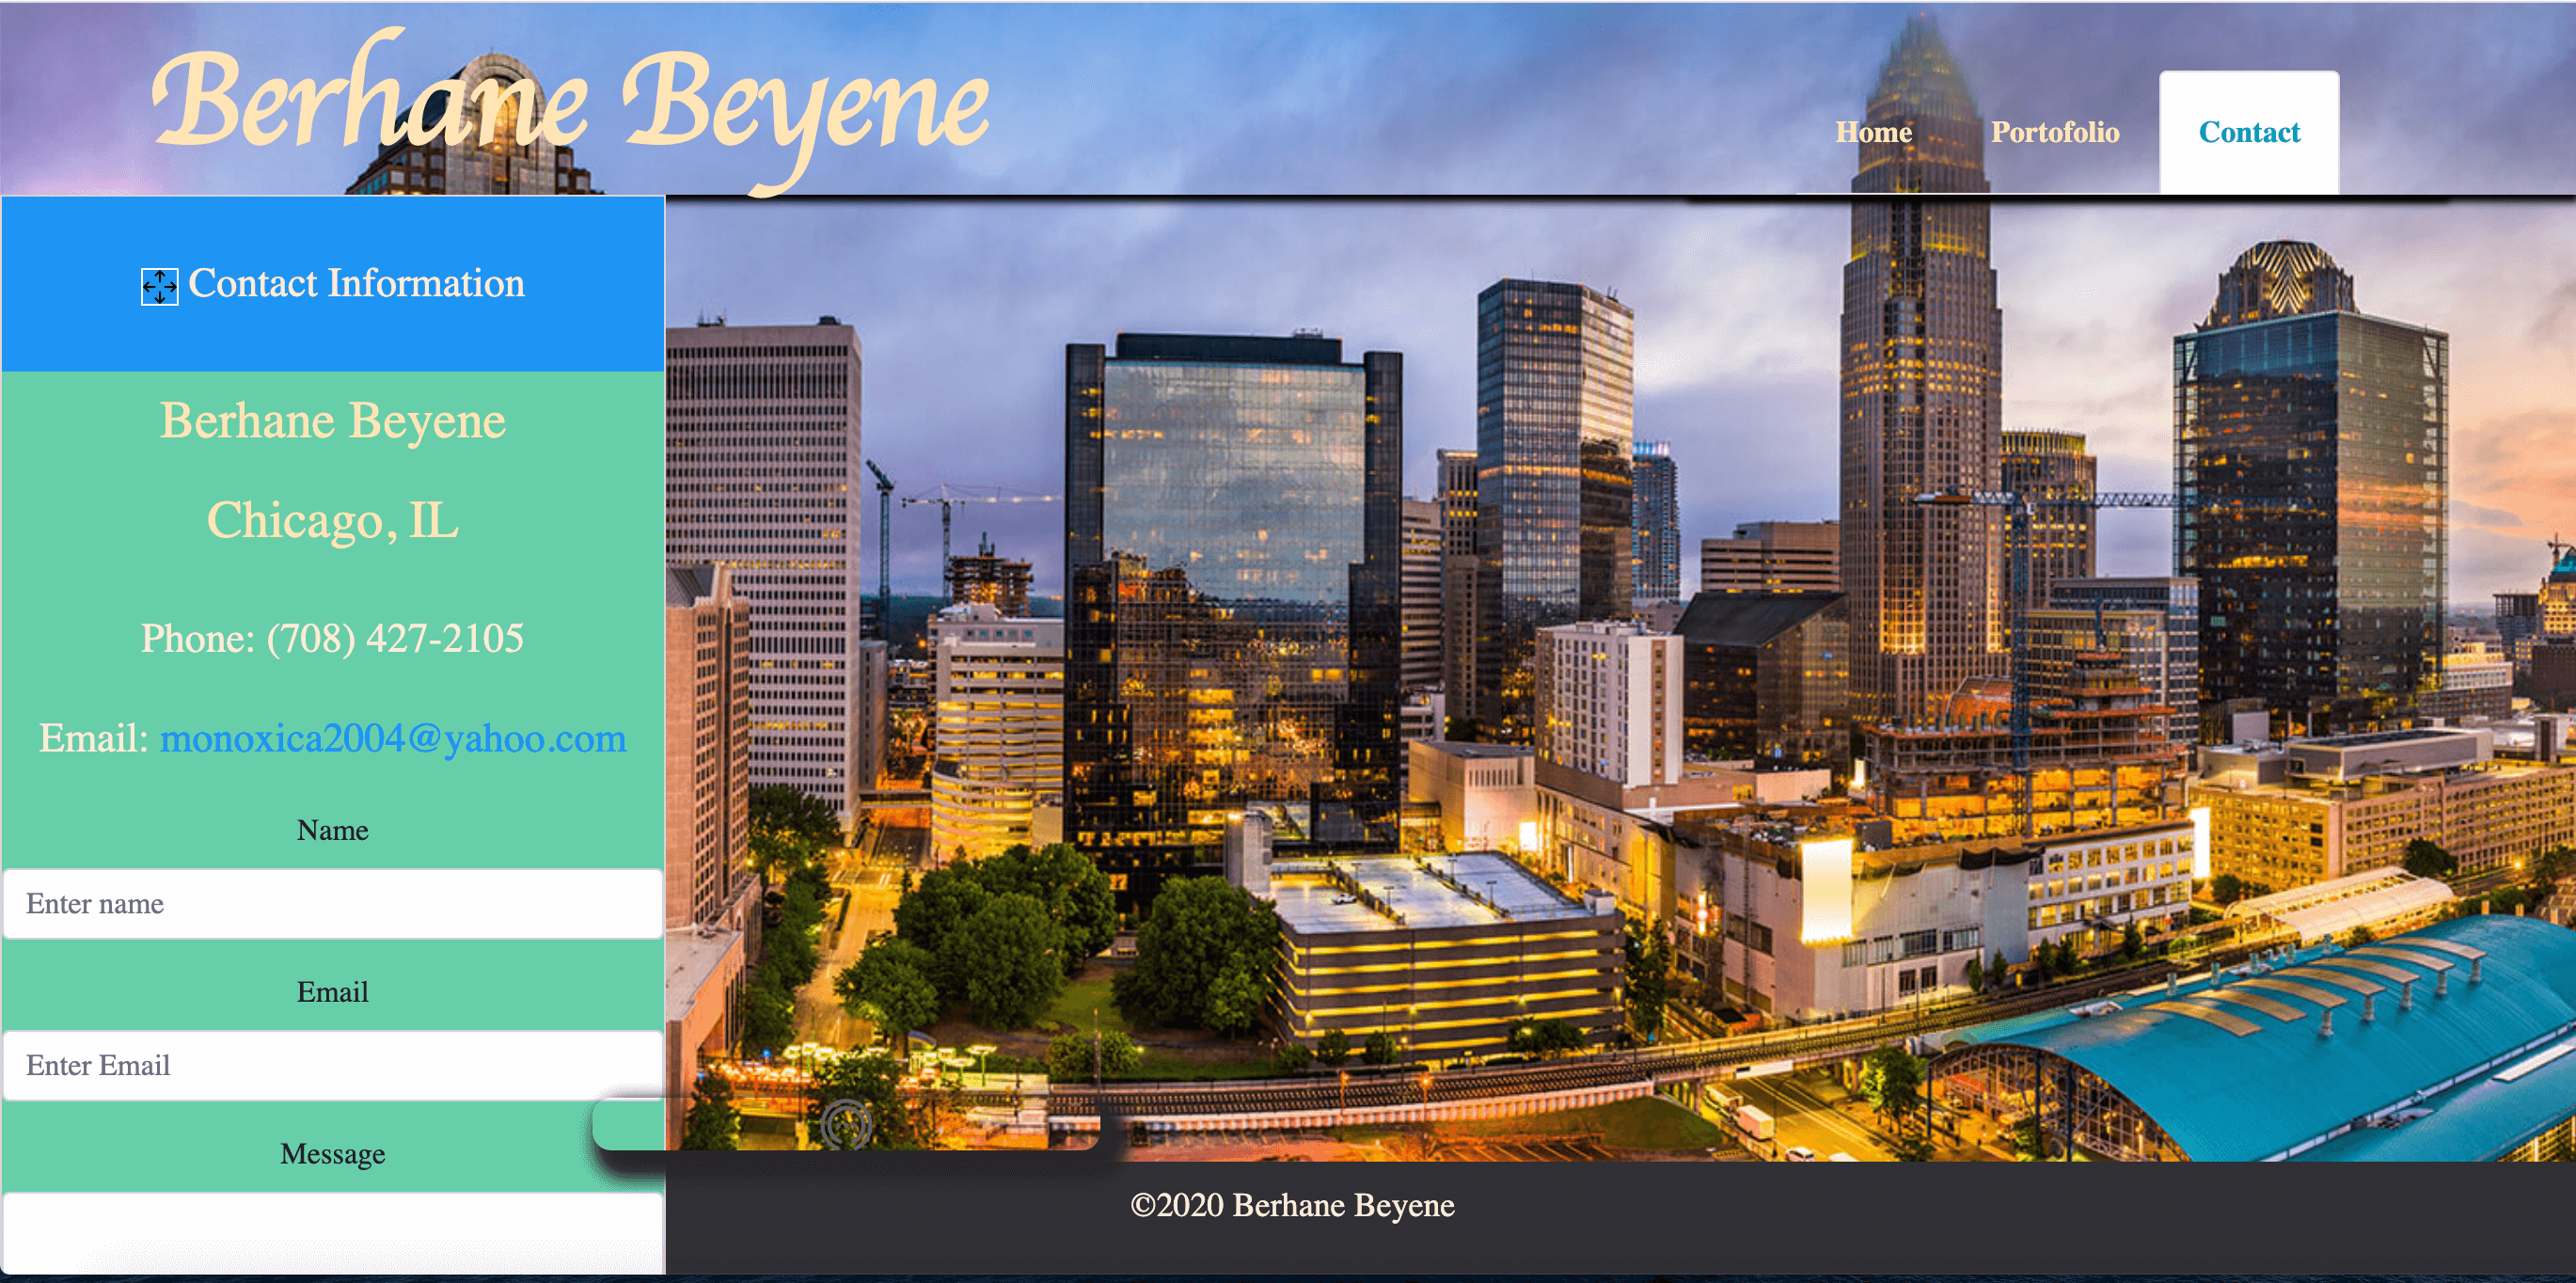 Berhane Beyene
Home Portofolio Contact
Contact Information
Berhane Beyene
Chicago, IL
Phone: (708) 427-2105
Email: monoxica2004@yahoo.com
Name
Enter name
Email
Enter Email
Message
©2020 Berhane Beyene